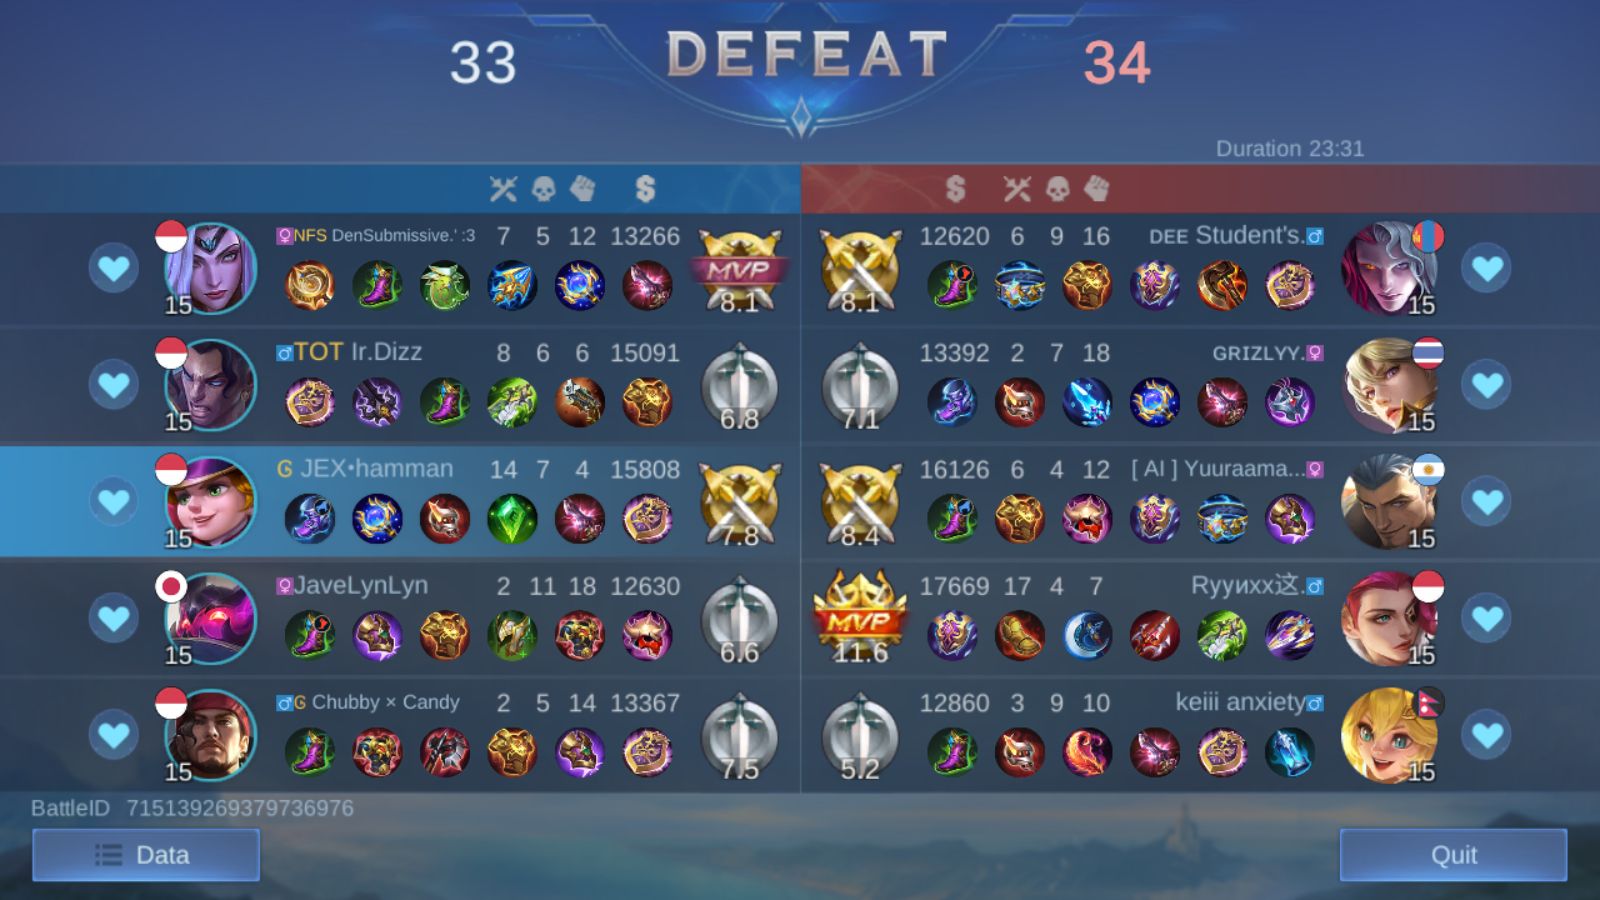 33 DEFEAT 34
Duration 23:31
NFS DenSubmissive.' :3 7 5 12 13266 MVP 8.1 15
8.1 12620 6 9 16 DEE Student's. 15
TOT Ir.Dizz 8 6 6 15091 6.8 15
7.1 13392 2 7 18 GRIZLYY. 15
G JEX•hamman 14 7 4 15808 7.8 15
8.4 16126 6 4 12 [ AI ] Yuuraama... 15
JaveLynLyn 2 11 18 12630 6.6 15
MVP 11.6 17669 17 4 7 Ryyиxx这. 15
G Chubby × Candy 2 5 14 13367 7.5 15
5.2 12860 3 9 10 keiii anxiety 15
BattleID 715139269379736976
Data
Quit